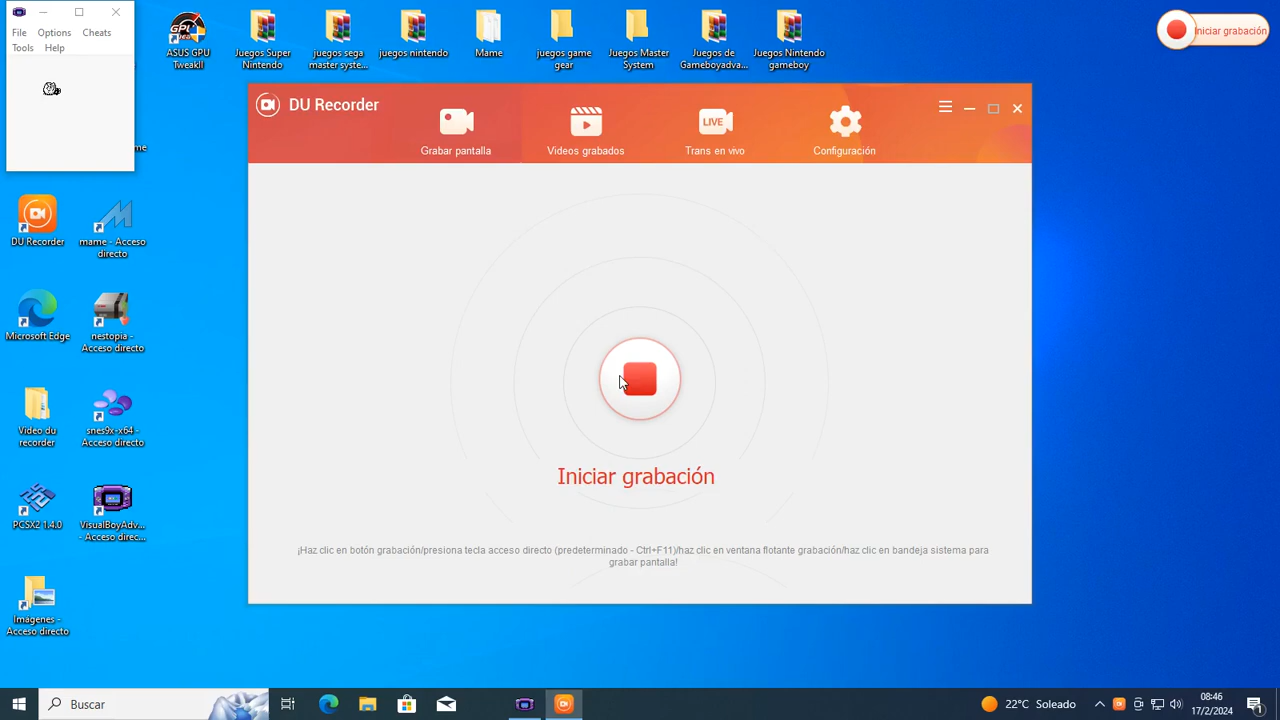 File Options Cheats
Tools Help
ASUS GPU
TweakII
Juegos Super
Nintendo
juegos sega
master syste...
juegos nintendo
Mame
juegos game
gear
Juegos Master
System
Juegos de
Gameboyadva...
Juegos Nintendo
gameboy
Iniciar grabación
DU Recorder
Grabar pantalla
Videos grabados
LIVE
Trans en vivo
Configuración
DU Recorder
mame - Acceso
directo
Microsoft Edge
nestopia -
Acceso directo
Video du
recorder
snes9x-x64 -
Acceso directo
PCSX2 1.4.0
VisualBoyAdv...
- Acceso direc...
Imágenes -
Acceso directo
Iniciar grabación
¡Haz clic en botón grabación/presiona tecla acceso directo (predeterminado - Ctrl+F11)/haz clic en ventana flotante grabación/haz clic en bandeja sistema para
grabar pantalla!
Buscar
22°C Soleado
08:46
17/2/2024